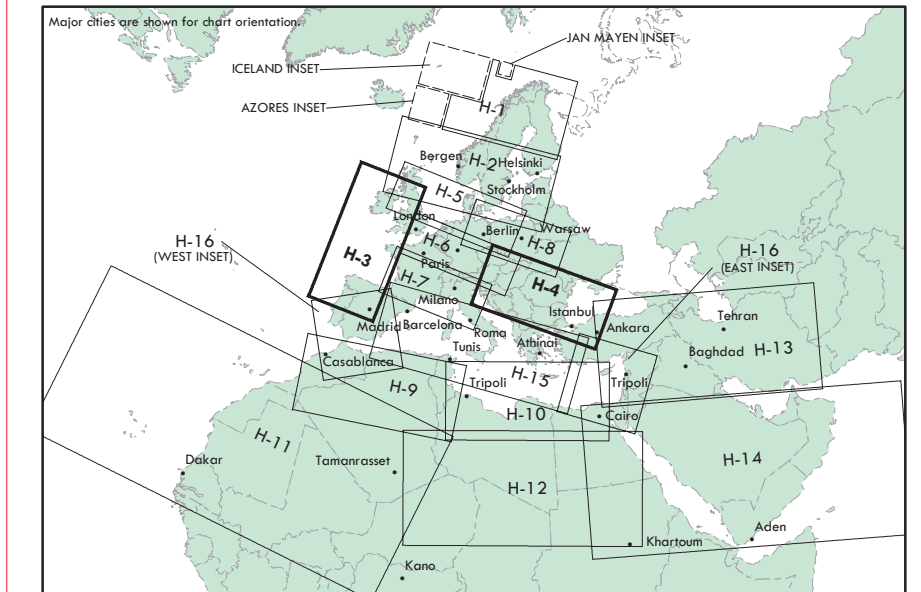 Major cities are shown for chart orientation.
JAN MAYEN INSET
ICELAND INSET
AZORES INSET
H-1
Bergen
H-2
Helsinki
Stockholm
H-5
London
Berlin
Warsaw
H-16
(WEST INSET)
H-6
H-8
H-16
(EAST INSET)
H-3
Paris
H-7
H-4
Milano
Istanbul
Tehran
Madrid
Barcelona
Roma
Ankara
Athinai
Tunis
Baghdad
H-13
Casablanca
H-15
H-9
Tripoli
Tripoli
H-10
Cairo
H-11
Dakar
Tamanrasset
H-14
H-12
Aden
Khartoum
Kano